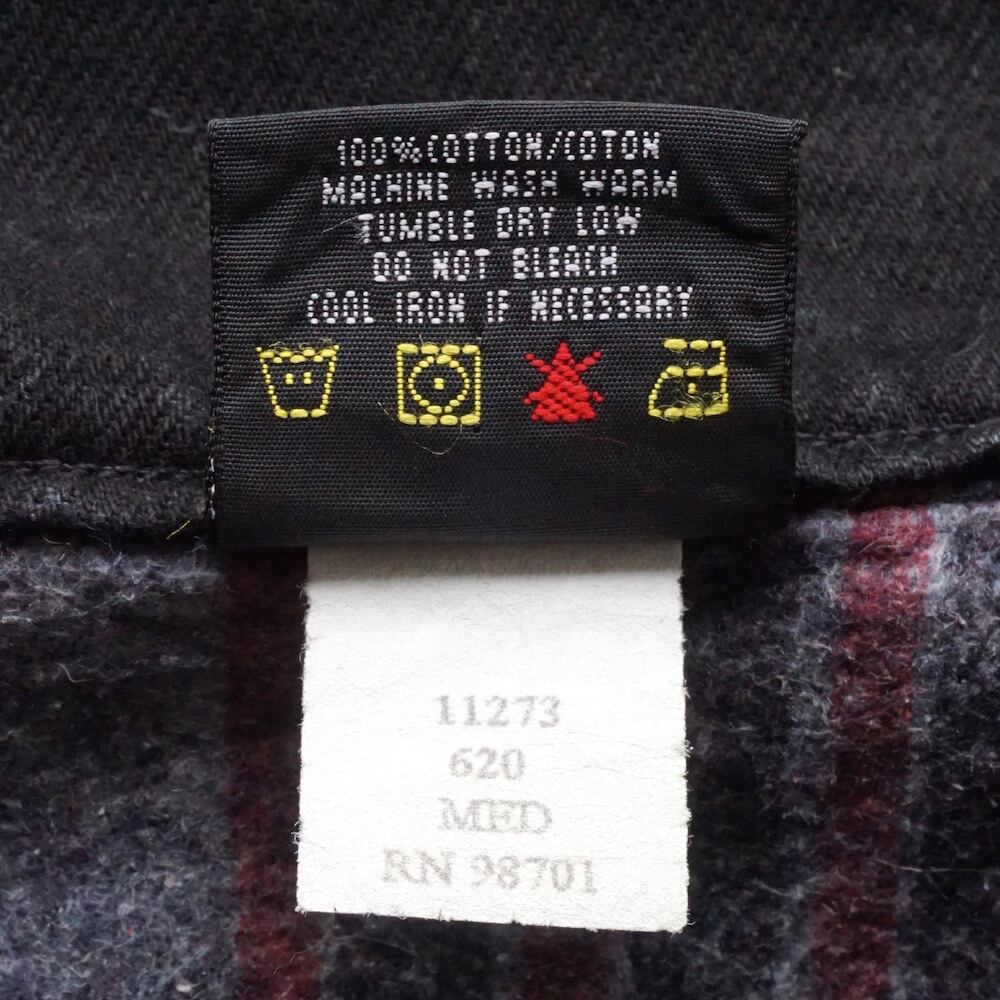 100% COTTON/COTON
MACHINE WASH WARM
TUMBLE DRY LOW
DO NOT BLEACH
COOL IRON IF NECESSARY
11273
620
MED
RN 98701